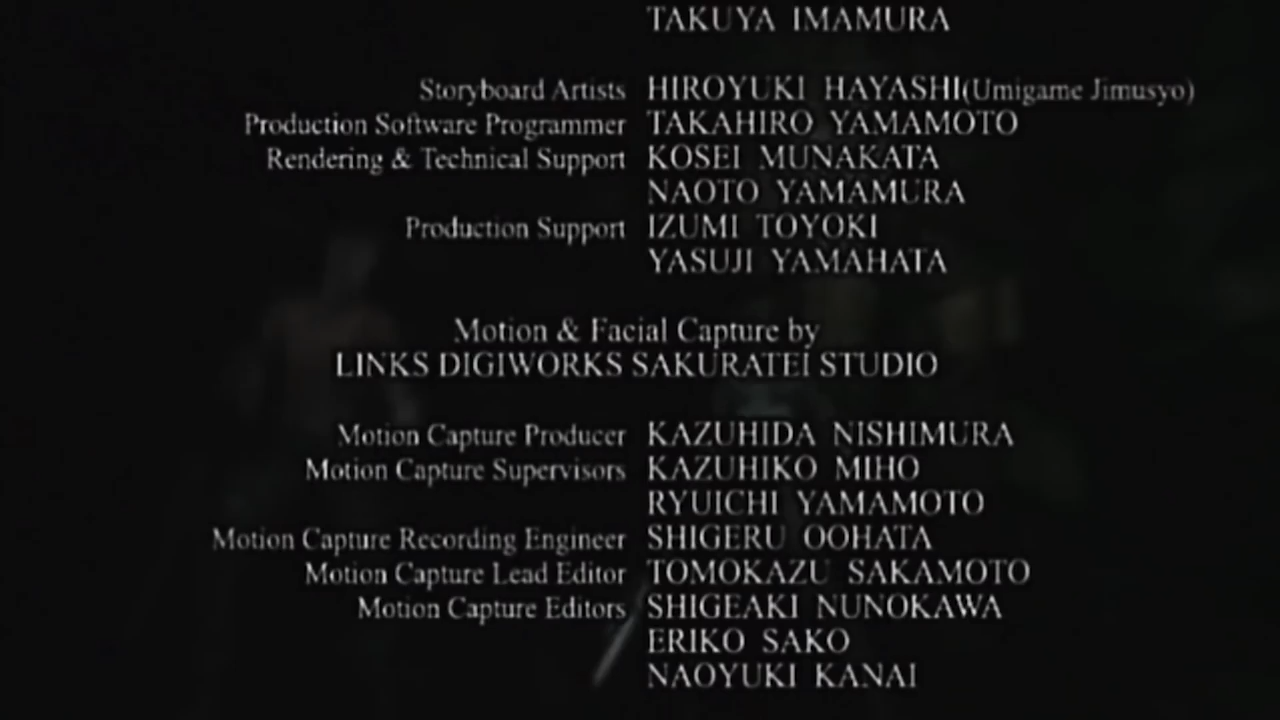 TAKUYA IMAMURA
Storyboard Artists HIROYUKI HAYASHI(Umigame Jimusyo)
Production Software Programmer TAKAHIRO YAMAMOTO
Rendering & Technical Support KOSEI MUNAKATA
NAOTO YAMAMURA
Production Support IZUMI TOYOKI
YASUJI YAMAHATA
Motion & Facial Capture by
LINKS DIGIWORKS SAKURATEI STUDIO
Motion Capture Producer KAZUHIDA NISHIMURA
Motion Capture Supervisors KAZUHIKO MIHO
RYUICHI YAMAMOTO
Motion Capture Recording Engineer SHIGERU OOHATA
Motion Capture Lead Editor TOMOKAZU SAKAMOTO
Motion Capture Editors SHIGEAKI NUNOKAWA
ERIKO SAKO
NAOYUKI KANAI